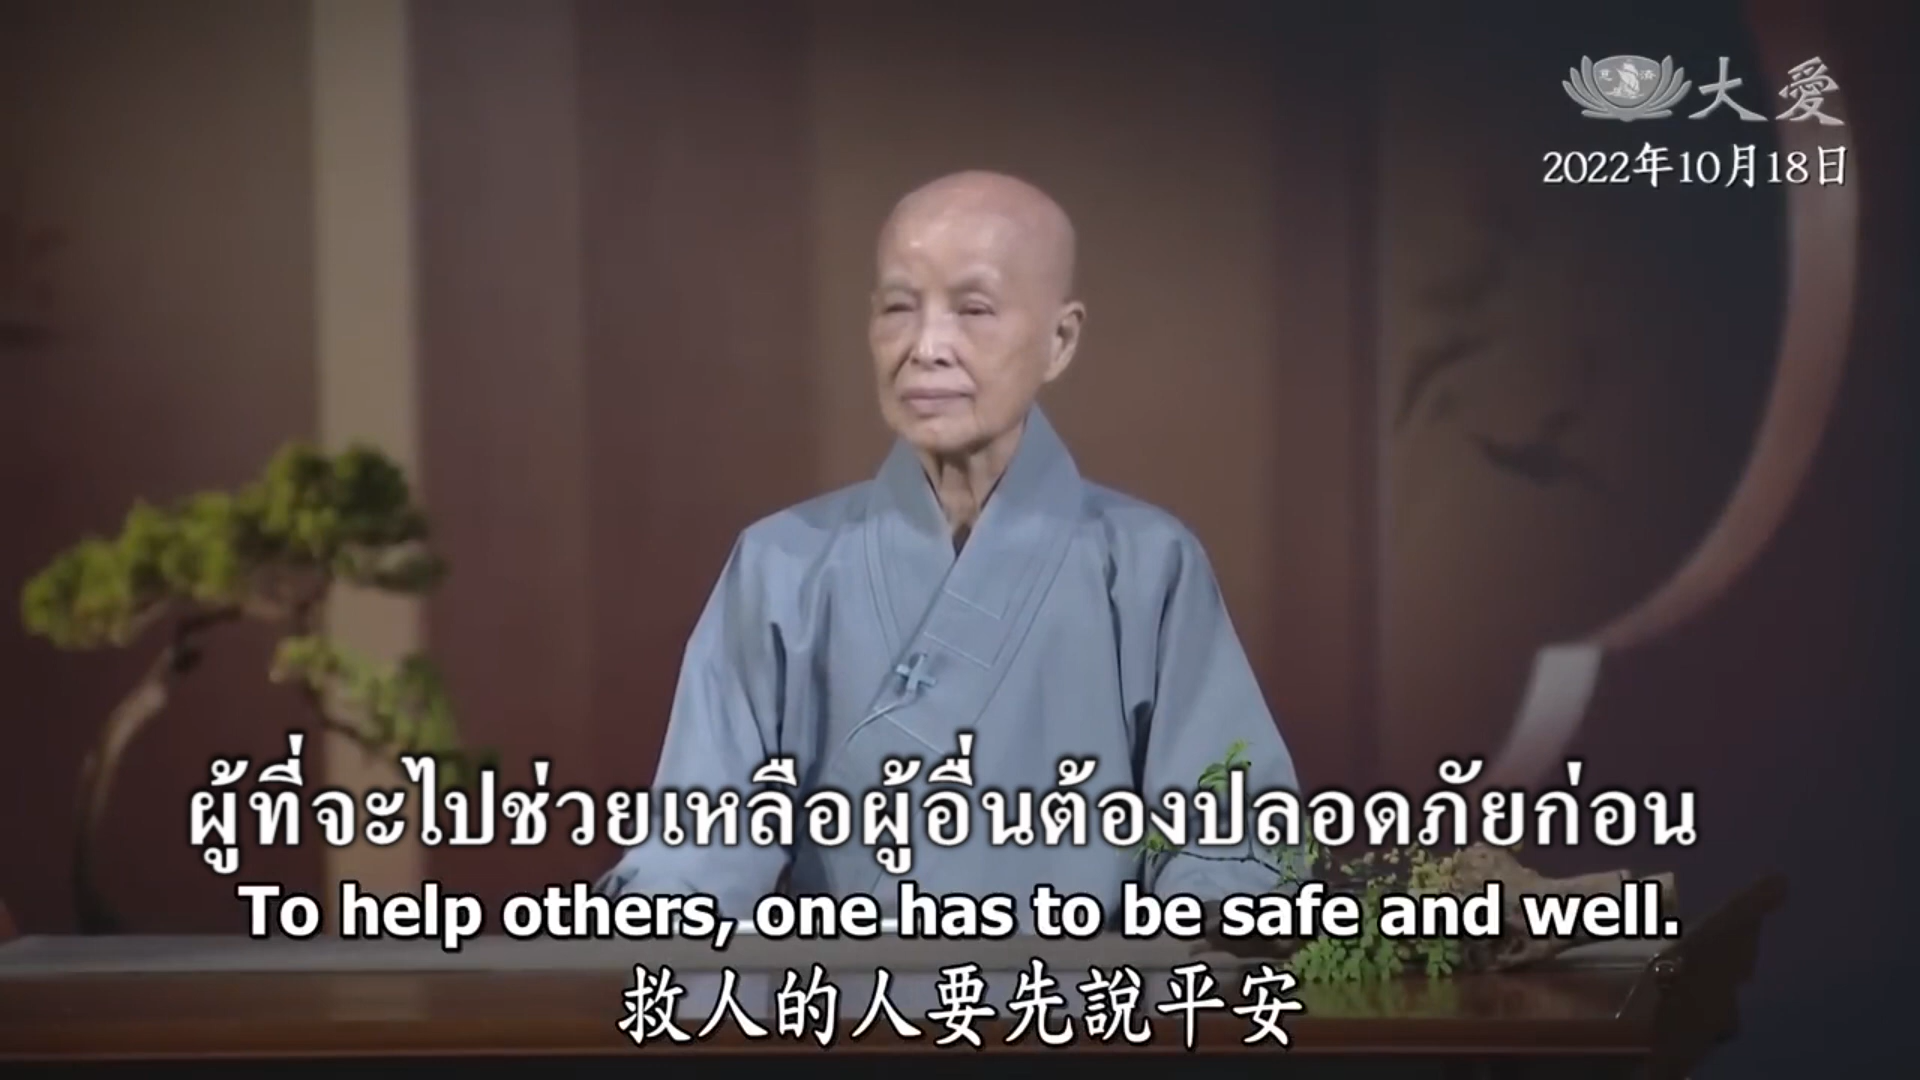 慈濟
大愛
2022年10月18日
ผู้ที่จะไปช่วยเหลือผู้อื่นต้องปลอดภัยก่อน
To help others, one has to be safe and well.
救人的人要先說平安